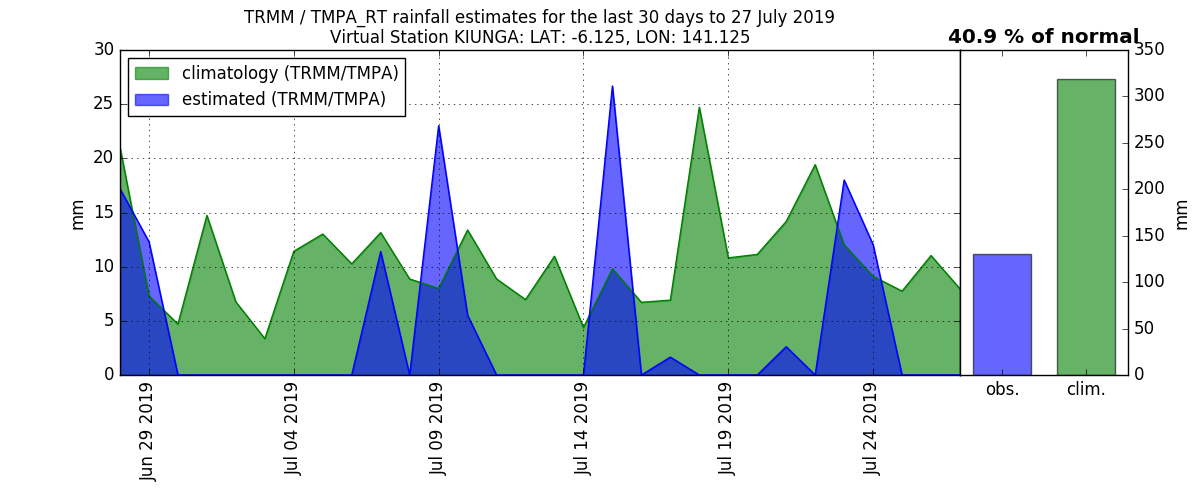 TRMM / TMPA_RT rainfall estimates for the last 30 days to 27 July 2019
Virtual Station KIUNGA: LAT: -6.125, LON: 141.125
40.9 % of normal
climatology (TRMM/TMPA)
estimated (TRMM/TMPA)
30
25
20
15
10
5
0
mm
Jun 29 2019
Jul 04 2019
Jul 09 2019
Jul 14 2019
Jul 19 2019
Jul 24 2019
350
300
250
200
150
100
50
0
mm
obs.
clim.